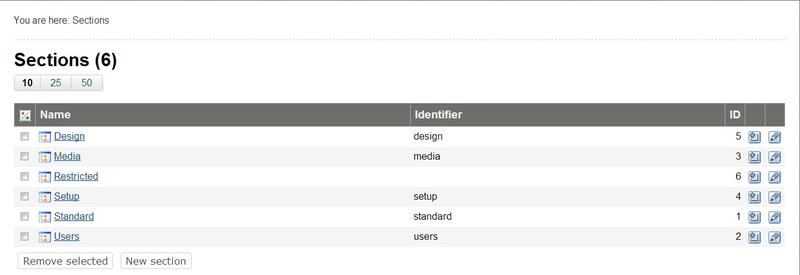 You are here: Sections
Sections (6)
10 25 50
Name Identifier ID
Design design 5
Media media 3
Restricted 6
Setup setup 4
Standard standard 1
Users users 2
Remove selected New section